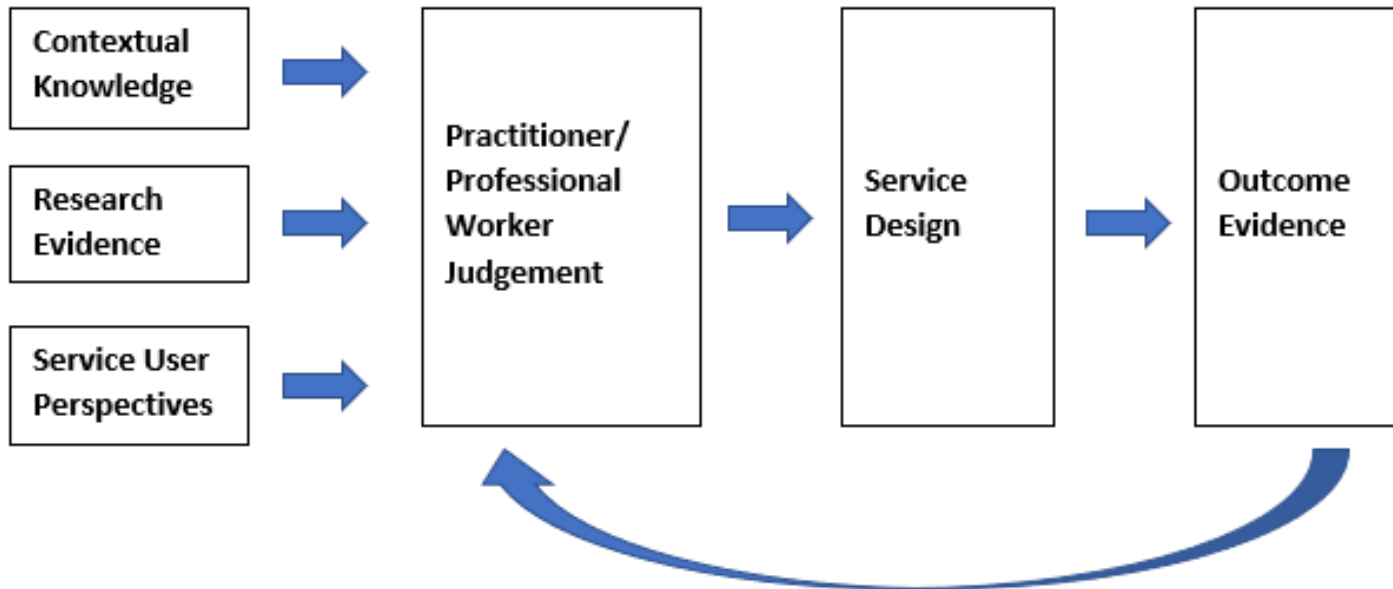 Contextual
Knowledge
Research
Evidence
Service User
Perspectives
Practitioner/
Professional
Worker
Judgement
Service
Design
Outcome
Evidence